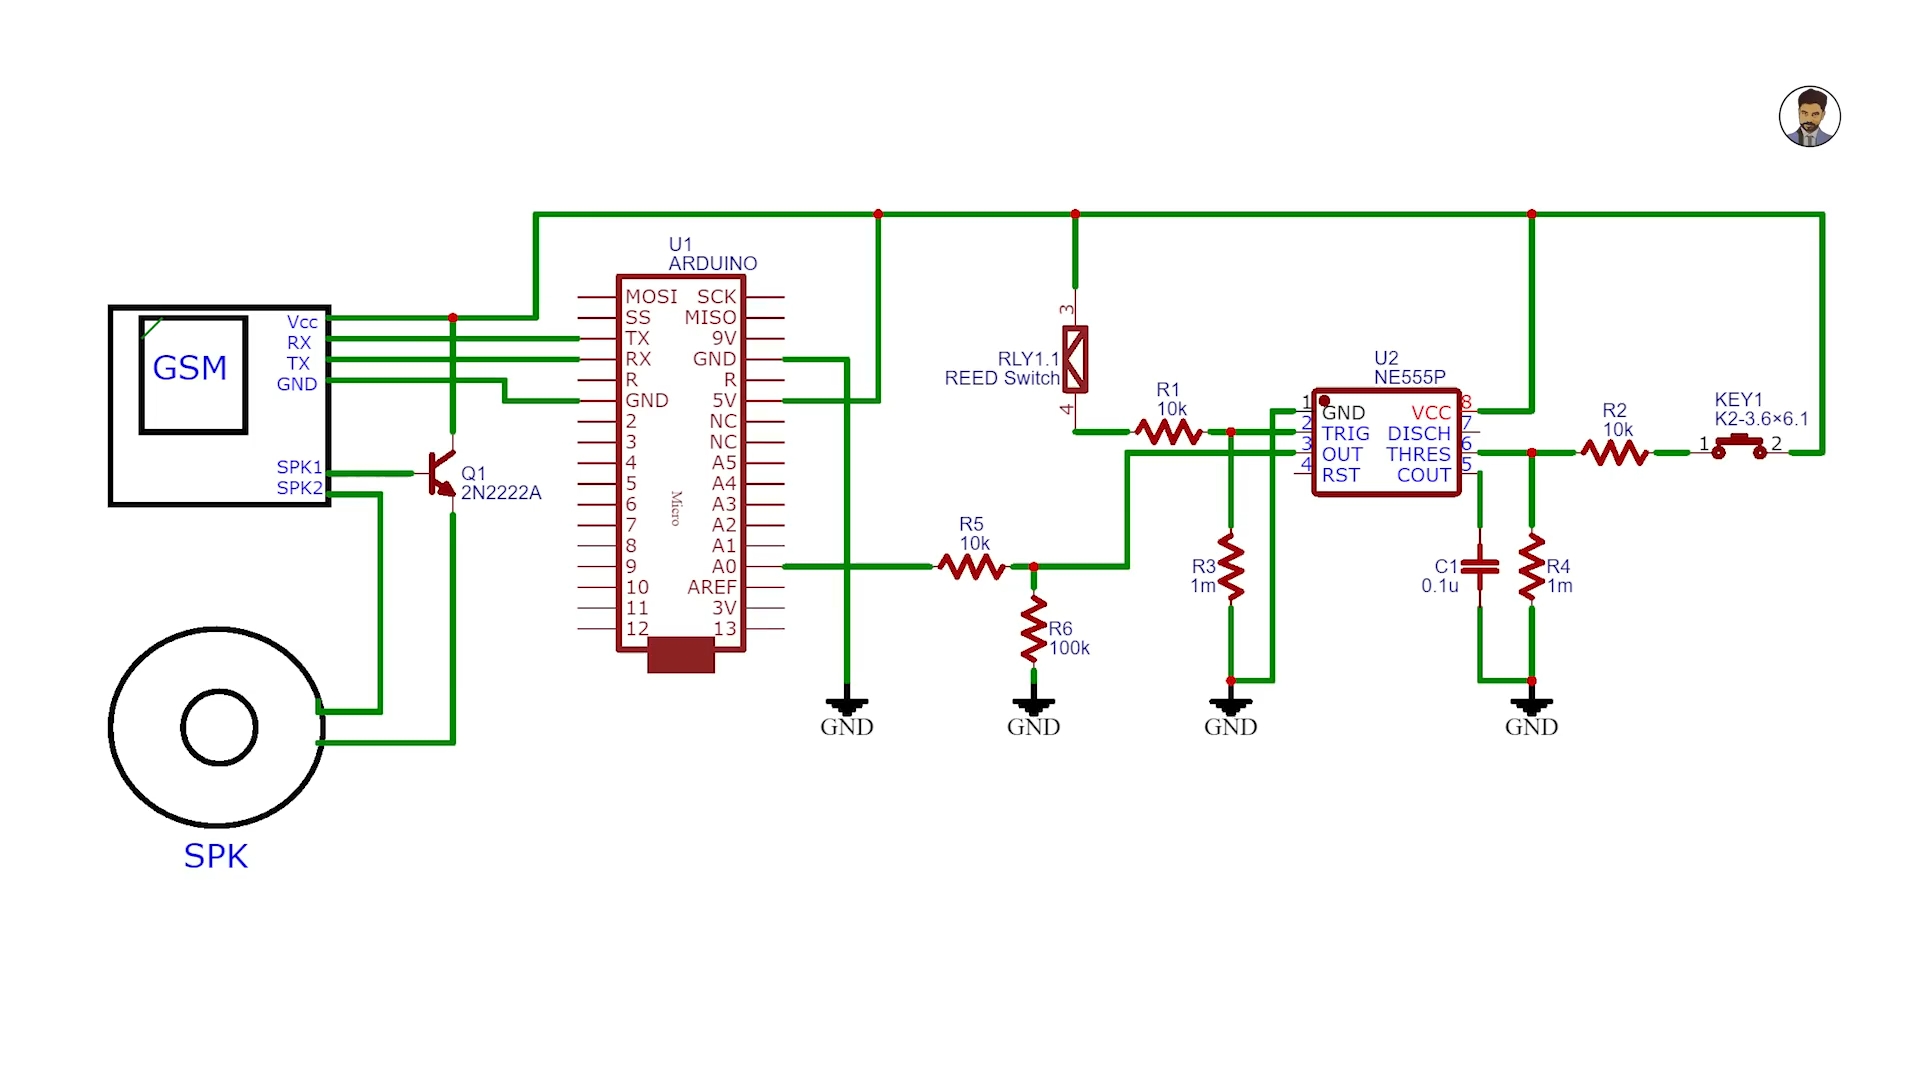 GSM
Vcc
RX
TX
GND
SPK1
SPK2
SPK
Q1
2N2222A
U1
ARDUINO
MOSI SCK
SS MISO
TX 9V
RX GND
R R
GND 5V
2 NC
3 NC
4 A5
5 A4
6 A3
7 A2
8 A1
9 A0
10 AREF
11 3V
12 13
Micro
GND
R5
10k
R6
100k
GND
3
RLY1.1
REED Switch
4
R1
10k
R3
1m
GND
U2
NE555P
1 GND VCC 8
2 TRIG DISCH 7
3 OUT THRES 6
4 RST COUT 5
C1
0.1u
R4
1m
GND
R2
10k
KEY1
K2-3.6×6.1
1 2